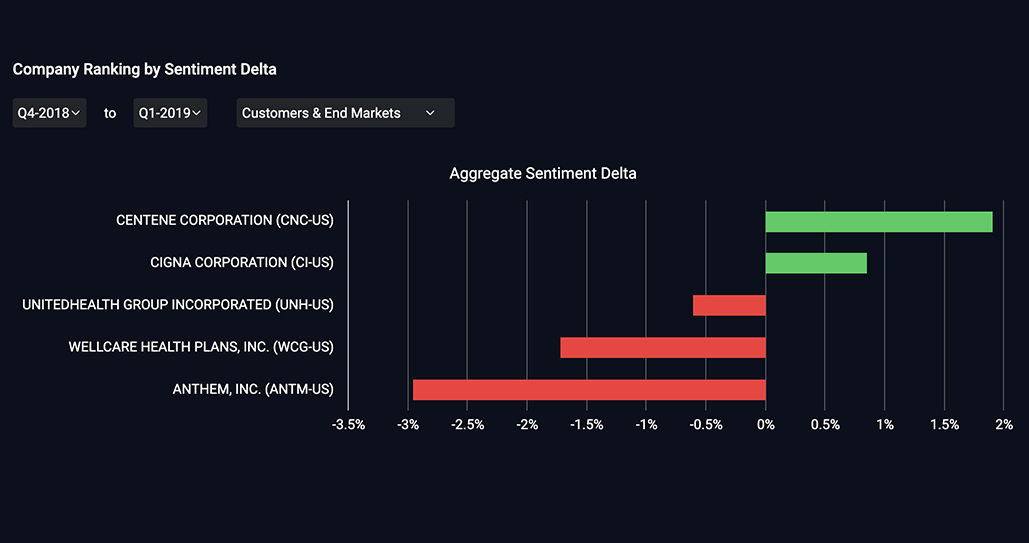 Company Ranking by Sentiment Delta
Q4-2018 to Q1-2019 Customers & End Markets
Aggregate Sentiment Delta
CENTENE CORPORATION (CNC-US)
CIGNA CORPORATION (CI-US)
UNITEDHEALTH GROUP INCORPORATED (UNH-US)
WELLCARE HEALTH PLANS, INC. (WCG-US)
ANTHEM, INC. (ANTM-US)
-3.5% -3% -2.5% -2% -1.5% -1% -0.5% 0% 0.5% 1% 1.5% 2%